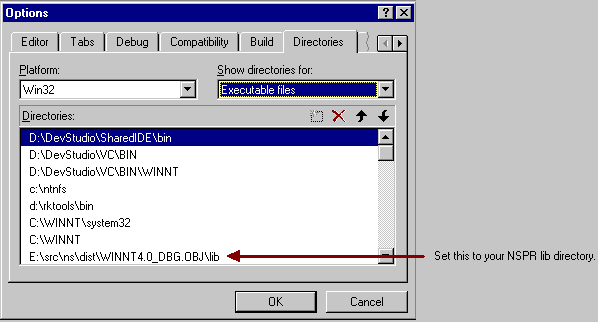 Options
Editor Tabs Debug Compatibility Build Directories
Platform: Show directories for:
Win32 Executable files
Directories:
D:\DevStudio\SharedIDE\bin
D:\DevStudio\VC\BIN
D:\DevStudio\VC\BIN\WINNT
c:\ntnfs
d:\rktools\bin
C:\WINNT\system32
C:\WINNT
E:\src\ns\dist\WINNT4.0_DBG.OBJ\lib Set this to your NSPR lib directory.
OK Cancel